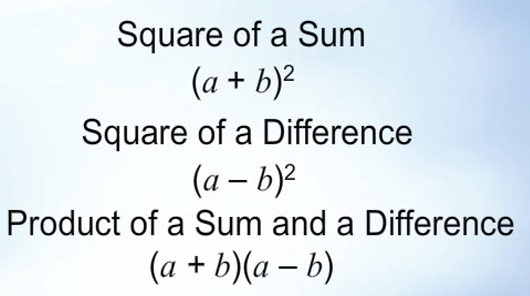 Square of a Sum
(a + b)²
Square of a Difference
(a – b)²
Product of a Sum and a Difference
(a + b)(a – b)